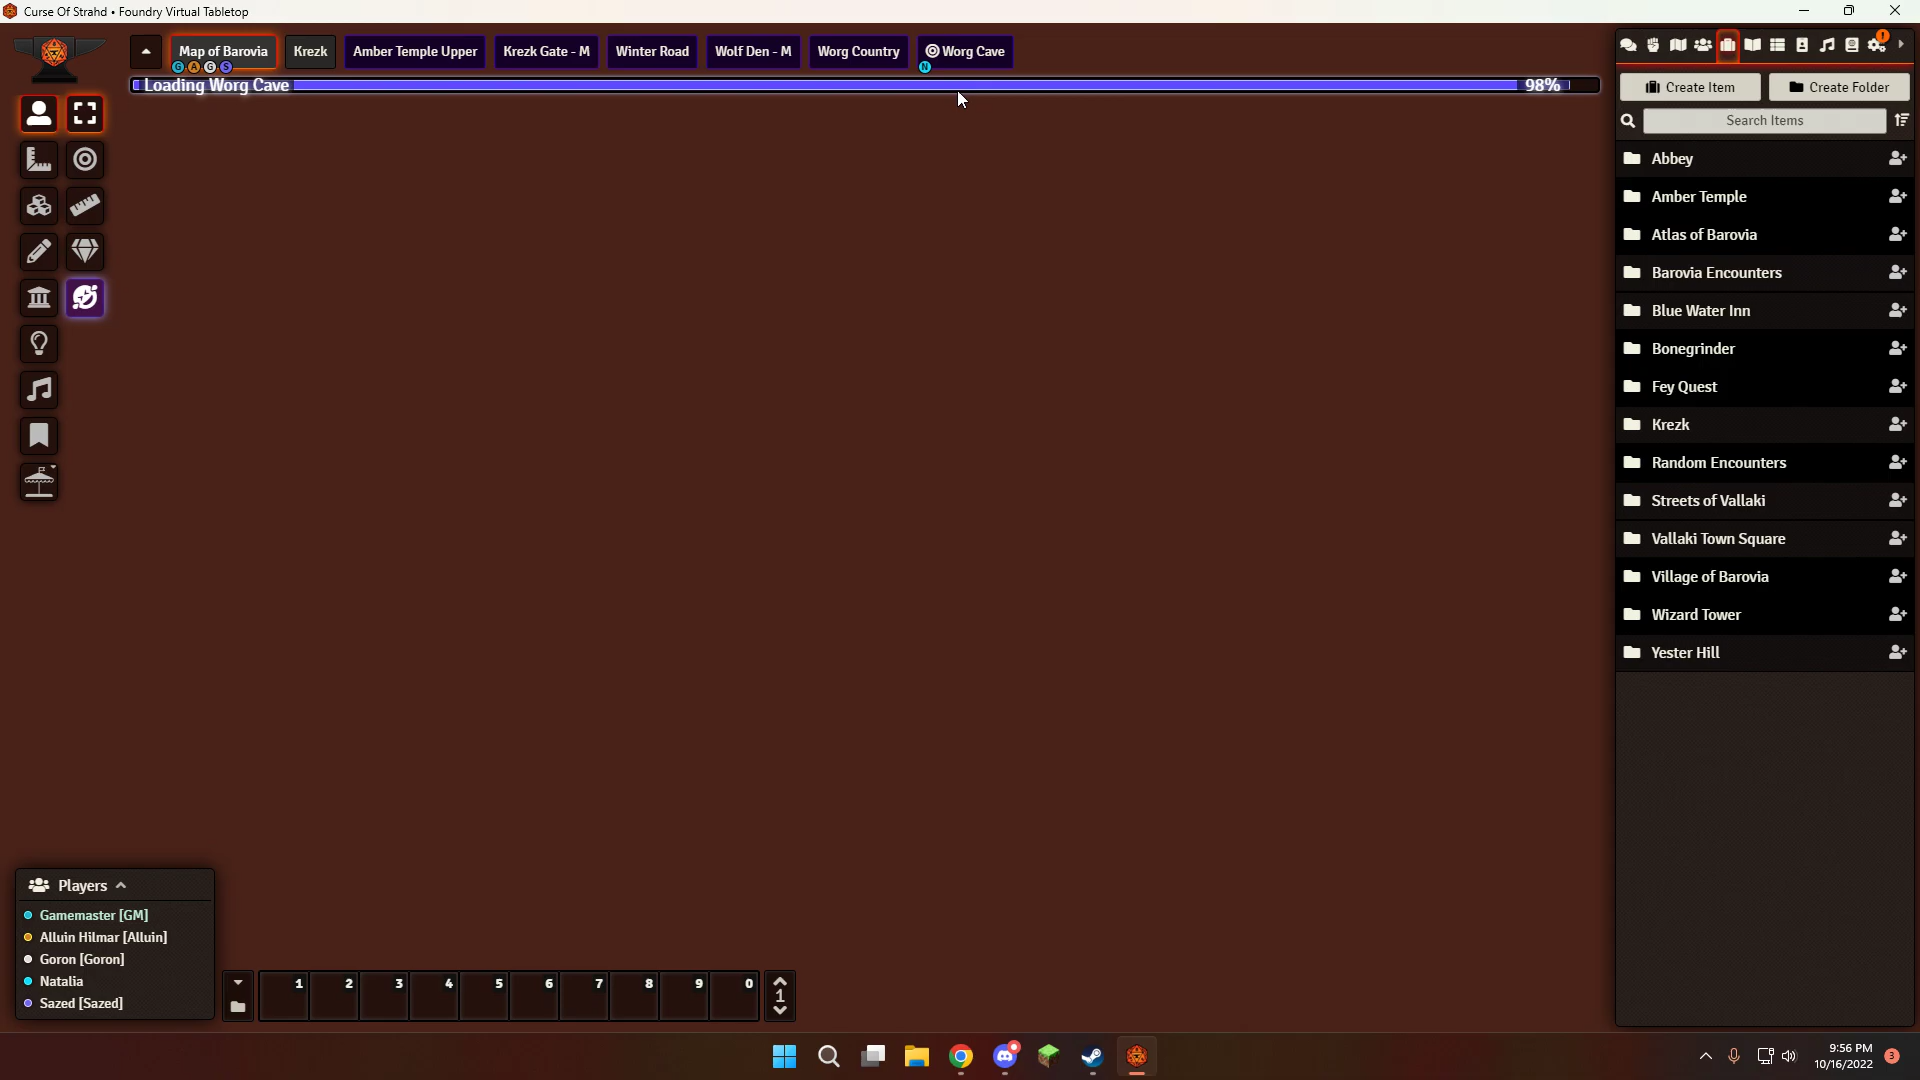 Curse Of Strahd • Foundry Virtual Tabletop
Map of Barovia
G A G S
Krezk
Amber Temple Upper
Krezk Gate - M
Winter Road
Wolf Den - M
Worg Country
Worg Cave
N
Loading Worg Cave
98%
Create Item
Create Folder
Search Items
Abbey
Amber Temple
Atlas of Barovia
Barovia Encounters
Blue Water Inn
Bonegrinder
Fey Quest
Krezk
Random Encounters
Streets of Vallaki
Vallaki Town Square
Village of Barovia
Wizard Tower
Yester Hill
Players
Gamemaster [GM]
Alluin Hilmar [Alluin]
Goron [Goron]
Natalia
Sazed [Sazed]
1 2 3 4 5 6 7 8 9 0
1
9:56 PM
10/16/2022
3